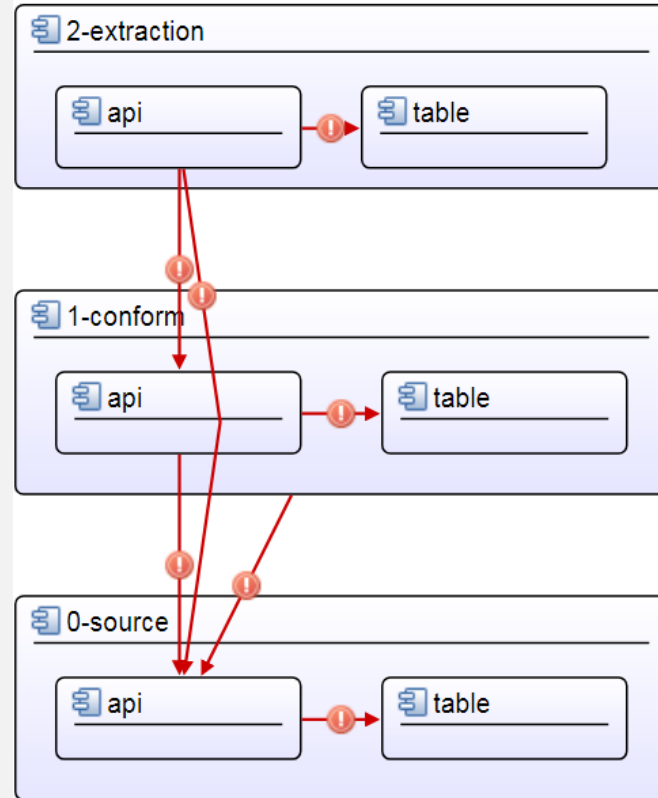 2-extraction
api
table
1-conform
api
table
0-source
api
table